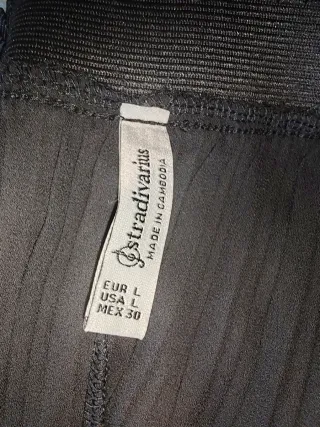 stradivarius
MADE IN CAMBODIA
EUR L
USA L
MEX 30